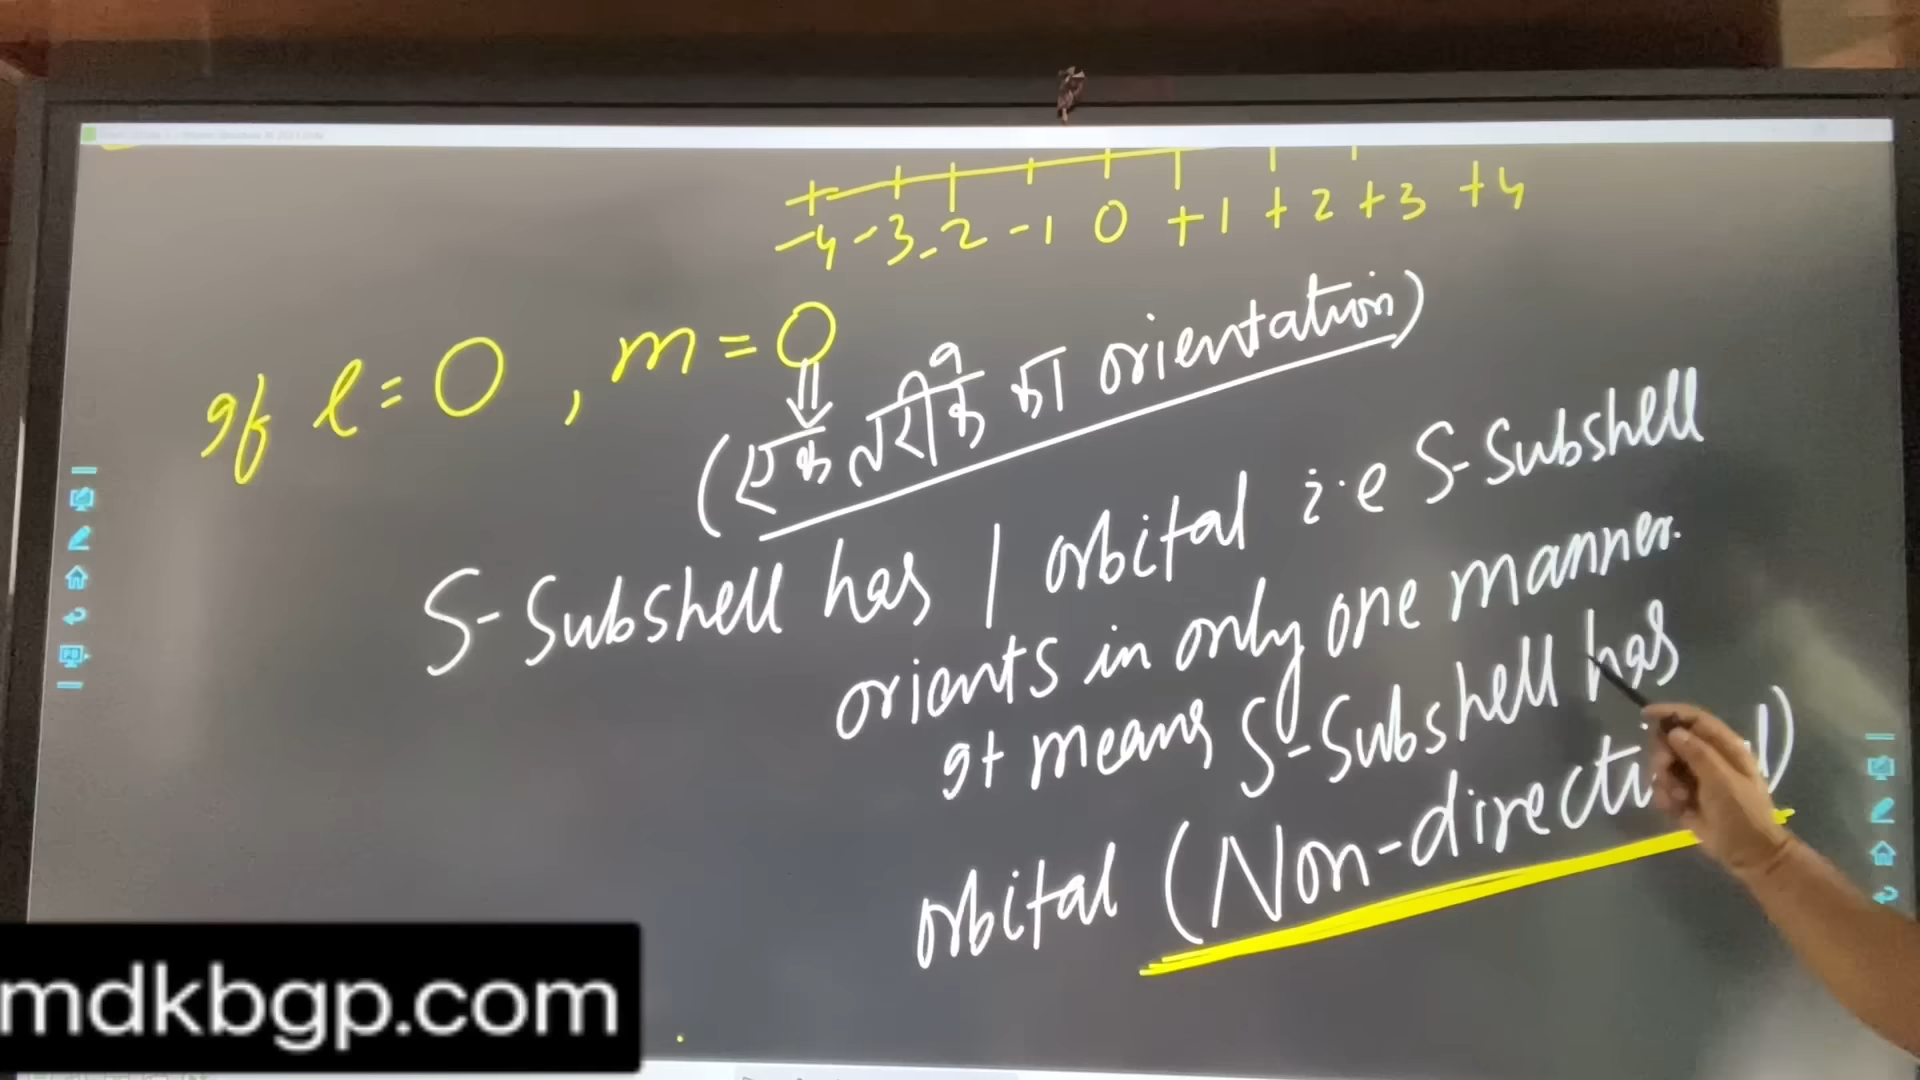 -4 -3 -2 -1 0 +1 +2 +3 +4
If l = 0 , m = 0
(एक तरीके का orientation)
S-Subshell has 1 orbital i.e S-Subshell
orients in only one manner.
It means S-Subshell has
orbital (Non-directional)
mdkbgp.com